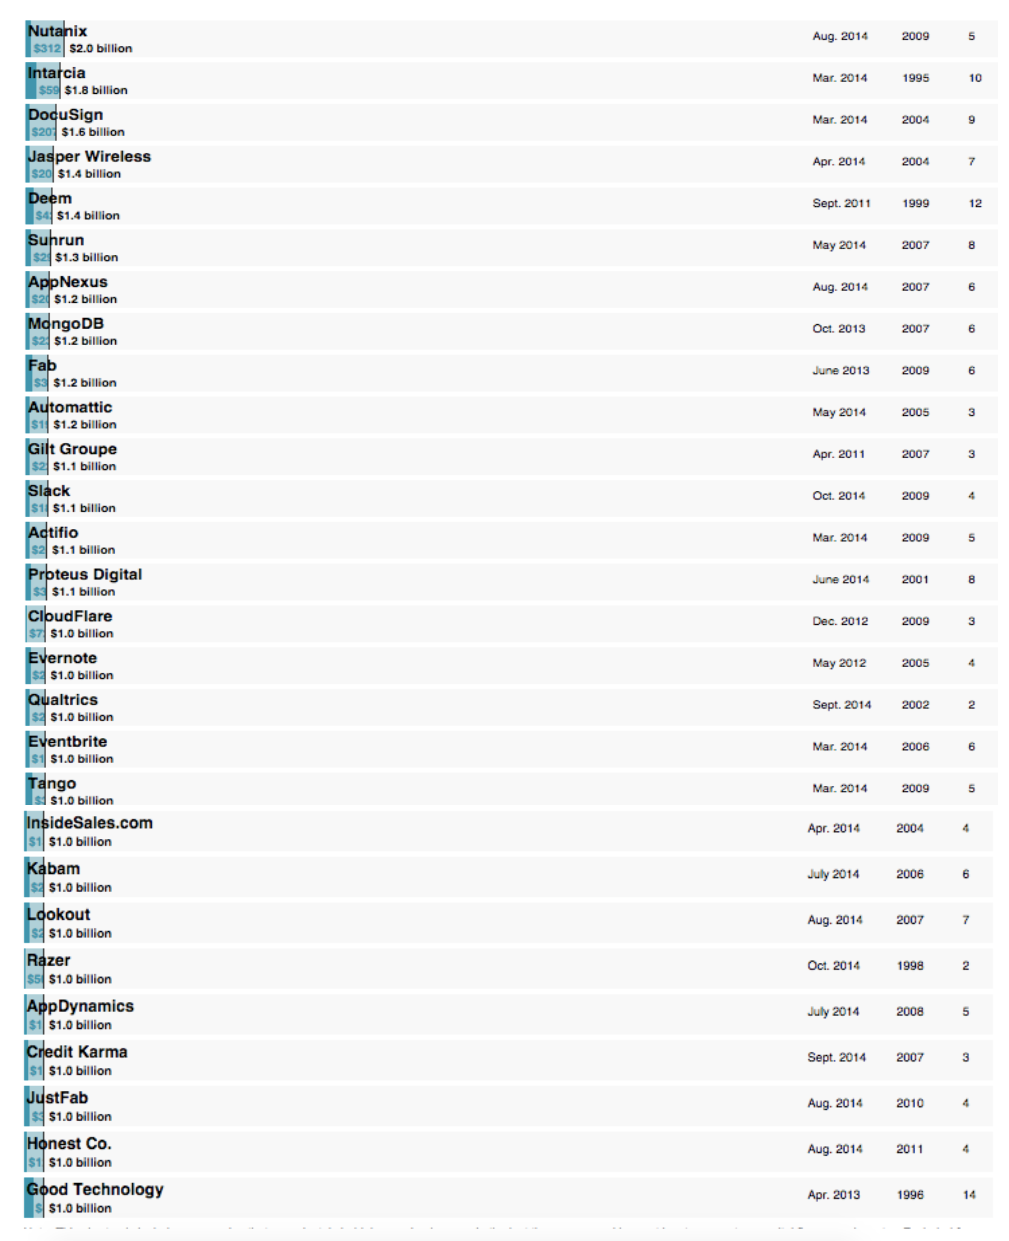 Nutanix
$312 $2.0 billion Aug. 2014 2009 5
Intarcia
$59 $1.8 billion Mar. 2014 1995 10
DocuSign
$207 $1.6 billion Mar. 2014 2004 9
Jasper Wireless
$20 $1.4 billion Apr. 2014 2004 7
Deem
$4 $1.4 billion Sept. 2011 1999 12
Sunrun
$2 $1.3 billion May 2014 2007 8
AppNexus
$20 $1.2 billion Aug. 2014 2007 6
MongoDB
$2 $1.2 billion Oct. 2013 2007 6
Fab
$3 $1.2 billion June 2013 2009 6
Automattic
$1 $1.2 billion May 2014 2005 3
Gilt Groupe
$2 $1.1 billion Apr. 2011 2007 3
Slack
$1 $1.1 billion Oct. 2014 2009 4
Actifio
$2 $1.1 billion Mar. 2014 2009 5
Proteus Digital
$3 $1.1 billion June 2014 2001 8
CloudFlare
$7 $1.0 billion Dec. 2012 2009 3
Evernote
$2 $1.0 billion May 2012 2005 4
Qualtrics
$2 $1.0 billion Sept. 2014 2002 2
Eventbrite
$1 $1.0 billion Mar. 2014 2006 6
Tango
$ $1.0 billion Mar. 2014 2009 5
InsideSales.com
$1 $1.0 billion Apr. 2014 2004 4
Kabam
$2 $1.0 billion July 2014 2006 6
Lookout
$2 $1.0 billion Aug. 2014 2007 7
Razer
$5 $1.0 billion Oct. 2014 1998 2
AppDynamics
$1 $1.0 billion July 2014 2008 5
Credit Karma
$1 $1.0 billion Sept. 2014 2007 3
JustFab
$3 $1.0 billion Aug. 2014 2010 4
Honest Co.
$1 $1.0 billion Aug. 2014 2011 4
Good Technology
$ $1.0 billion Apr. 2013 1996 14